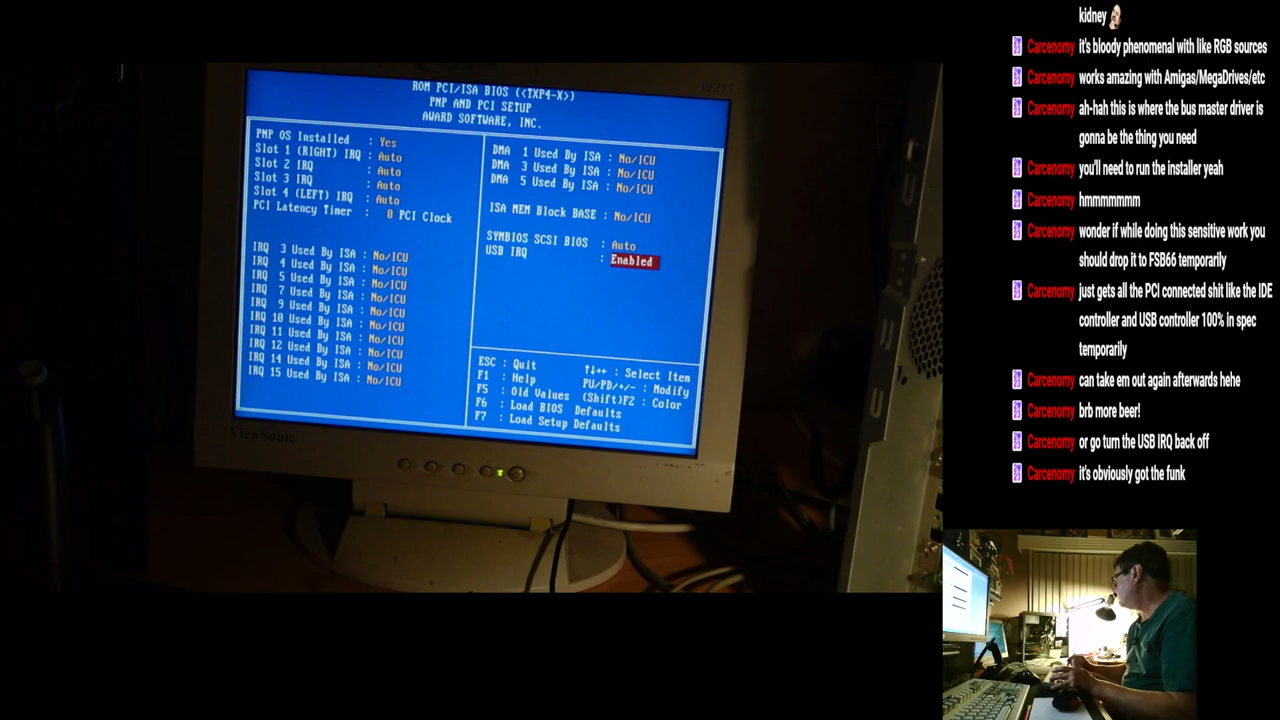 ROM PCI/ISA BIOS (<TXP4-X>)
PNP AND PCI SETUP
AWARD SOFTWARE, INC.
PNP OS Installed : Yes
Slot 1 (RIGHT) IRQ : Auto
Slot 2 IRQ : Auto
Slot 3 IRQ : Auto
Slot 4 (LEFT) IRQ : Auto
PCI Latency Timer : 0 PCI Clock
IRQ 3 Used By ISA : No/ICU
IRQ 4 Used By ISA : No/ICU
IRQ 5 Used By ISA : No/ICU
IRQ 7 Used By ISA : No/ICU
IRQ 9 Used By ISA : No/ICU
IRQ 10 Used By ISA : No/ICU
IRQ 11 Used By ISA : No/ICU
IRQ 12 Used By ISA : No/ICU
IRQ 14 Used By ISA : No/ICU
IRQ 15 Used By ISA : No/ICU
DMA 1 Used By ISA : No/ICU
DMA 3 Used By ISA : No/ICU
DMA 5 Used By ISA : No/ICU
ISA MEM Block BASE : No/ICU
SYMBIOS SCSI BIOS : Auto
USB IRQ : Enabled
ESC : Quit ↑↓→← : Select Item
F1 : Help PU/PD/+/- : Modify
F5 : Old Values (Shift)F2 : Color
F6 : Load BIOS Defaults
F7 : Load Setup Defaults
ViewSonic
kidney
Carcenomy it's bloody phenomenal with like RGB sources
Carcenomy works amazing with Amigas/MegaDrives/etc
Carcenomy ah-hah this is where the bus master driver is
gonna be the thing you need
Carcenomy you'll need to run the installer yeah
Carcenomy hmmmmmmm
Carcenomy wonder if while doing this sensitive work you
should drop it to FSB66 temporarily
Carcenomy just gets all the PCI connected shit like the IDE
controller and USB controller 100% in spec
temporarily
Carcenomy can take em out again afterwards hehe
Carcenomy brb more beer!
Carcenomy or go turn the USB IRQ back off
Carcenomy it's obviously got the funk